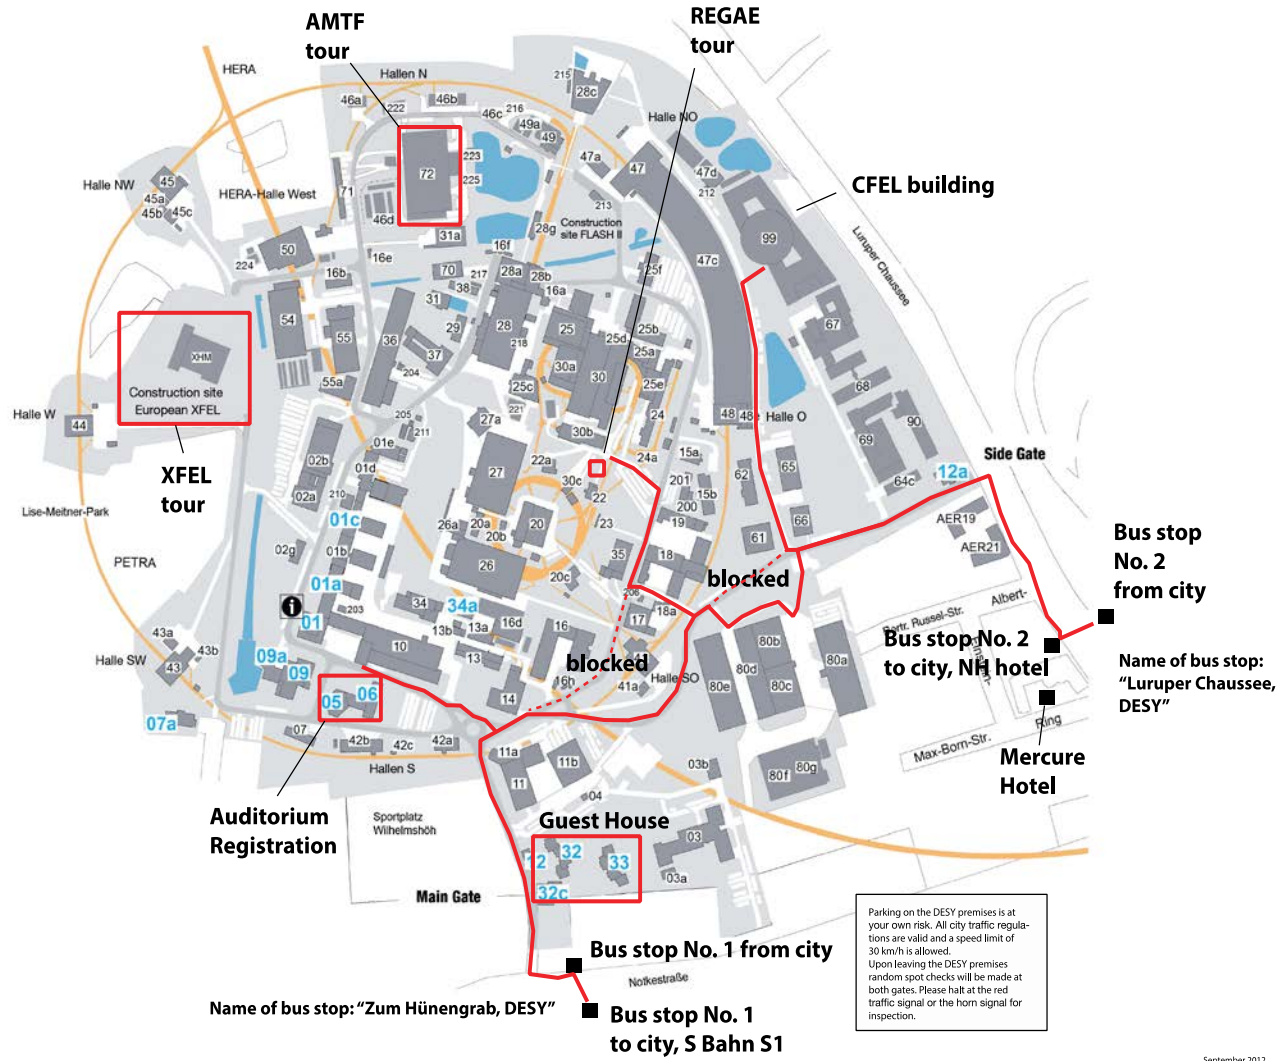 AMTF
tour
REGAE
tour
HERA
Hallen N
215
28c
46a
222
46b
46c
216
49a
49
Halle NO
47a
47
47d
212
72
223
225
CFEL building
Halle NW
45
45a
45b
45c
HERA-Halle West
71
46d
213
Construction
site FLASH II
28g
31a
99
Luruper Chaussee
50
224
16b
16e
16f
70
217
28a
28b
25f
47c
38
16a
31
54
55
36
29
28
218
25
25d
25b
67
XHM
37
204
30a
30
25a
Construction site
European XFEL
55a
25c
25e
68
Halle W
44
205
211
221
24
48
48e
Halle O
90
27a
30b
69
01e
XFEL
tour
02b
01d
27
22a
24a
15a
Side Gate
62
65
64c
12a
30c
201
02a
210
22
15b
200
Lise-Meitner-Park
01c
26a
20a
20
23
19
66
AER19
Bus stop
No. 2
from city
20b
61
02g
01b
35
18
AER21
PETRA
26
blocked
01a
20c
206
Albert-
203
34
34a
18a
17
Bertr. Russel-Str.
01
16d
13a
13b
16
80b
Bus stop No. 2
to city, NH hotel
Einstein-
43a
43b
10
Name of bus stop:
“Luruper Chaussee,
DESY”
Halle SW
43
09a
09
13
blocked
80d
80a
16h
Halle SO
05
06
14
41a
80e
80c
07a
07
Ring
42b
42c
42a
Max-Born-Str.
Mercure
Hotel
Hallen S
11a
11b
03b
80f
80g
11
04
Auditorium
Registration
Sportplatz
Wilhelmshöh
Guest House
03
12
32
33
03a
Main Gate
32c
Parking on the DESY premises is at
your own risk. All city traffic regula-
tions are valid and a speed limit of
30 km/h is allowed.
Upon leaving the DESY premises
random spot checks will be made at
both gates. Please halt at the red
traffic signal or the horn signal for
inspection.
Bus stop No. 1 from city
Notkestraße
Name of bus stop: “Zum Hünengrab, DESY”
Bus stop No. 1
to city, S Bahn S1
September 2012